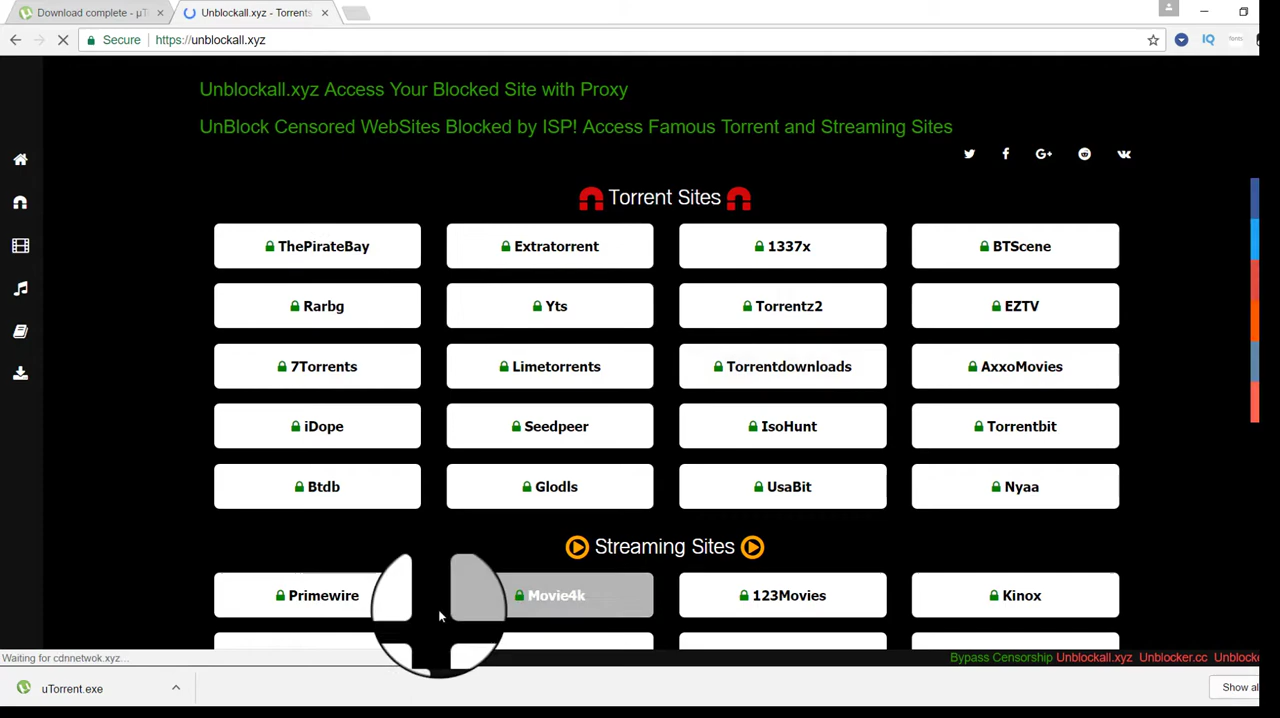 Download complete - µT
Unblockall.xyz - Torrents
Secure
https://unblockall.xyz
IQ
fonts
Unblockall.xyz Access Your Blocked Site with Proxy
UnBlock Censored WebSites Blocked by ISP! Access Famous Torrent and Streaming Sites
Torrent Sites
ThePirateBay
Extratorrent
1337x
BTScene
Rarbg
Yts
Torrentz2
EZTV
7Torrents
Limetorrents
Torrentdownloads
AxxoMovies
iDope
Seedpeer
IsoHunt
Torrentbit
Btdb
Glodls
UsaBit
Nyaa
Streaming Sites
Primewire
Movie4k
123Movies
Kinox
Waiting for cdnnetwok.xyz...
Bypass Censorship Unblockall.xyz Unblocker.cc Unblocke
uTorrent.exe
Show al